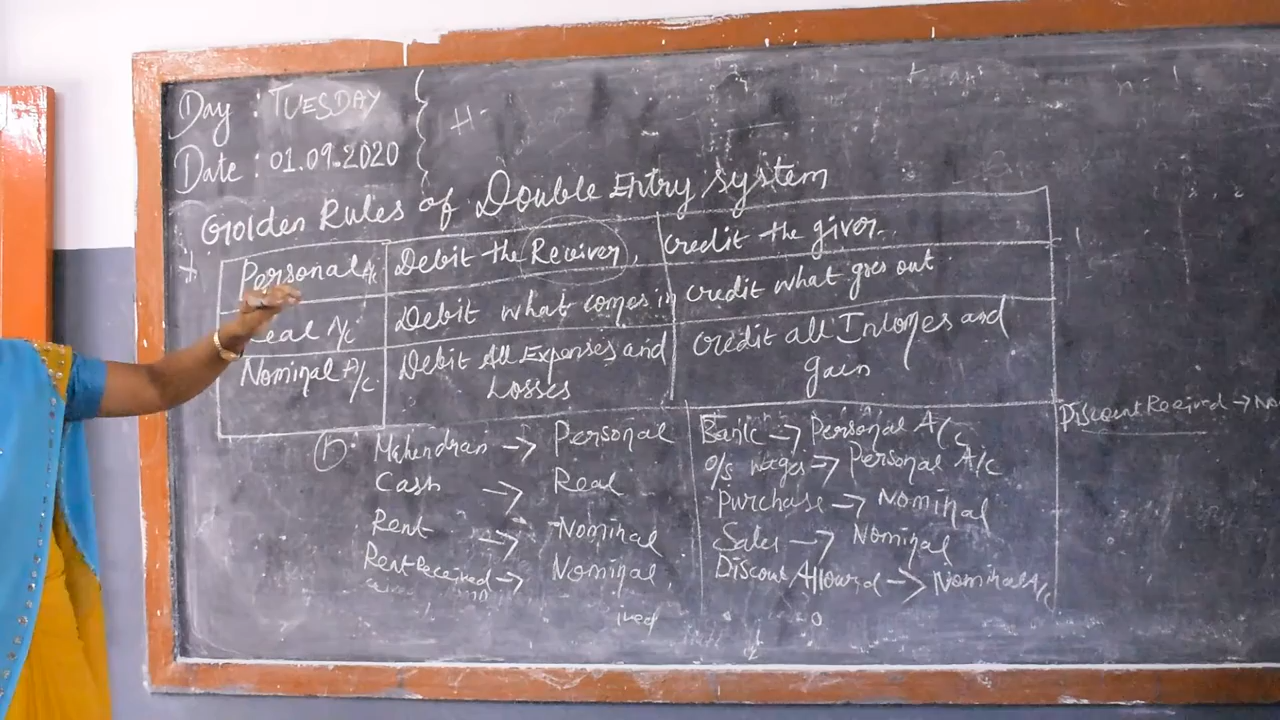 Day : TUESDAY
Date : 01.09.2020
Golden Rules of Double Entry System
Personal A/c Debit the Receiver, Credit the giver.
Real A/c Debit what comes in Credit what goes out
Nominal A/c Debit All Expenses and Losses Credit all Incomes and gain
Mahendran → Personal
Cash → Real
Rent → Nominal
Rent Received → Nominal
Bank → Personal A/c
o/s wages → Personal A/c
Purchase → Nominal
Sales → Nominal
Discount Allowed → Nominal A/c
Discount Received → No